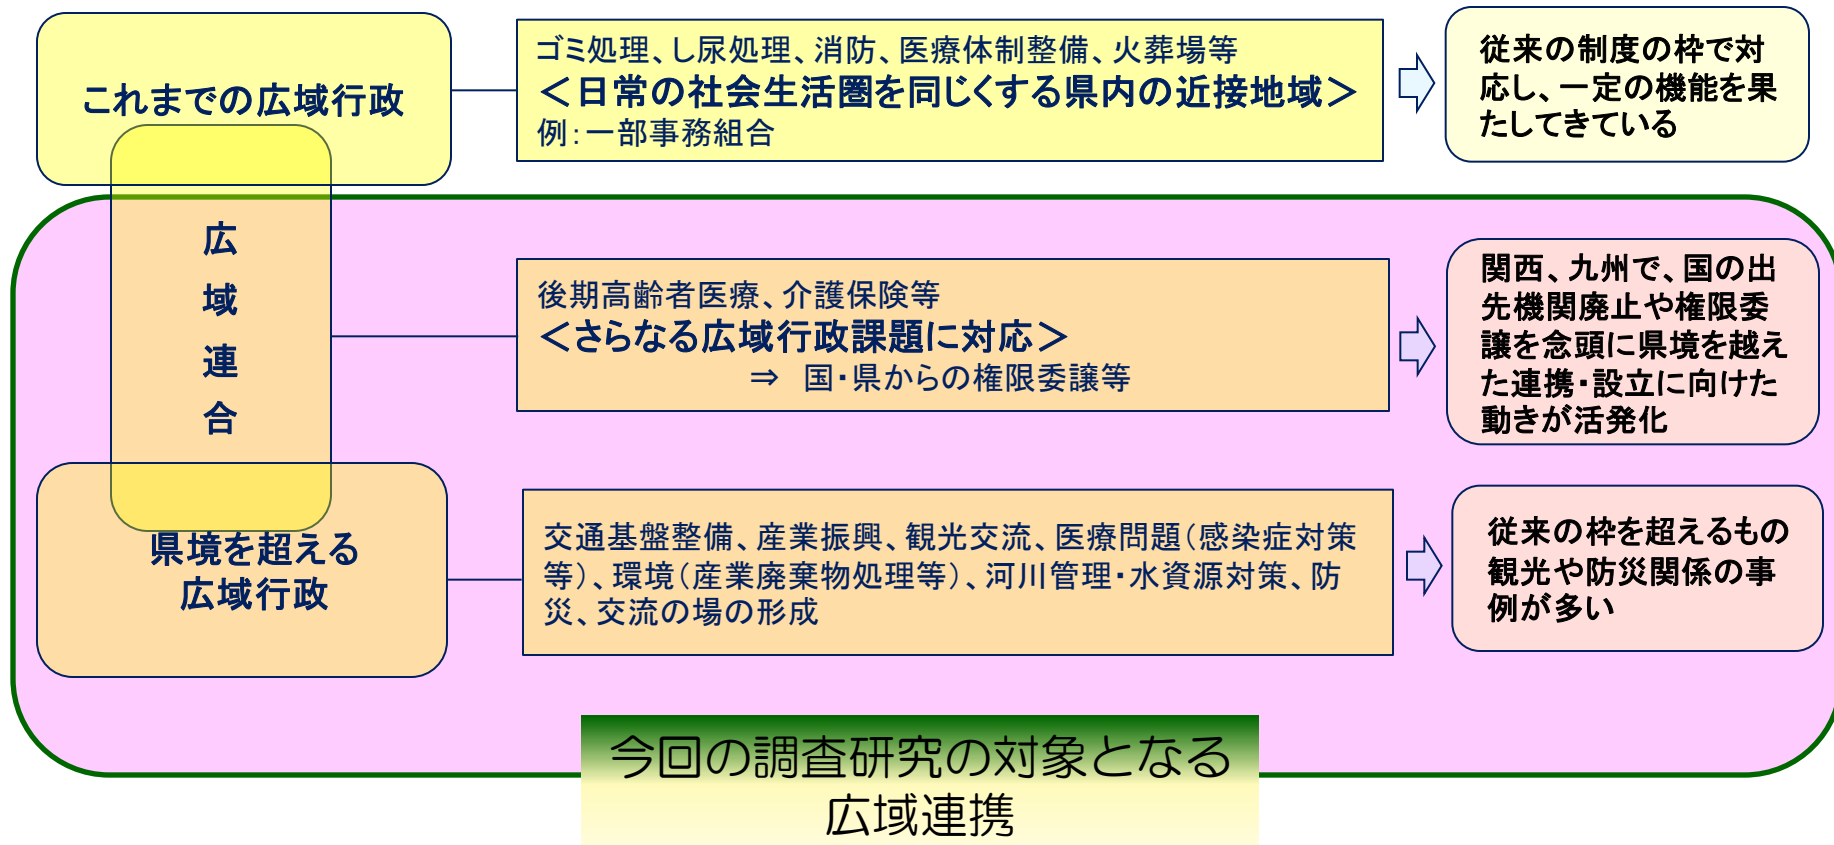 これまでの広域行政
ゴミ処理、し尿処理、消防、医療体制整備、火葬場等
＜日常の社会生活圏を同じくする県内の近接地域＞
例：一部事務組合
従来の制度の枠で対
応し、一定の機能を果
たしてきている
広
域
連
合
後期高齢者医療、介護保険等
＜さらなる広域行政課題に対応＞
⇒　国・県からの権限委譲等
関西、九州で、国の出
先機関廃止や権限委
譲を念頭に県境を越え
た連携・設立に向けた
動きが活発化
県境を超える
広域行政
交通基盤整備、産業振興、観光交流、医療問題（感染症対策
等）、環境（産業廃棄物処理等）、河川管理・水資源対策、防
災、交流の場の形成
従来の枠を超えるもの
観光や防災関係の事
例が多い
今回の調査研究の対象となる
広域連携